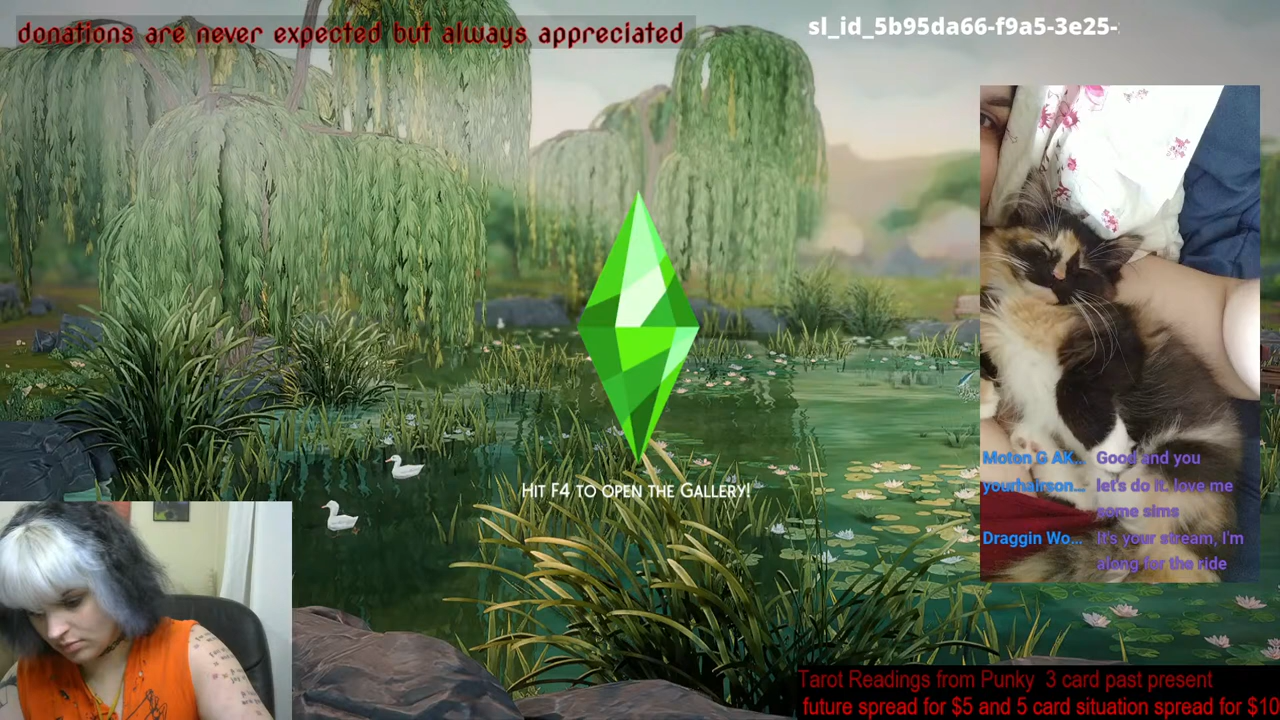 donations are never expected but always appreciated
sl_id_5b95da66-f9a5-3e25-
Hit F4 to open the Gallery!
Moton G AK... Good and you
yourhairson... let's do it. love me
some sims
Draggin Wo... It's your stream, I'm
along for the ride
Tarot Readings from Punky 3 card past present
future spread for $5 and 5 card situation spread for $10